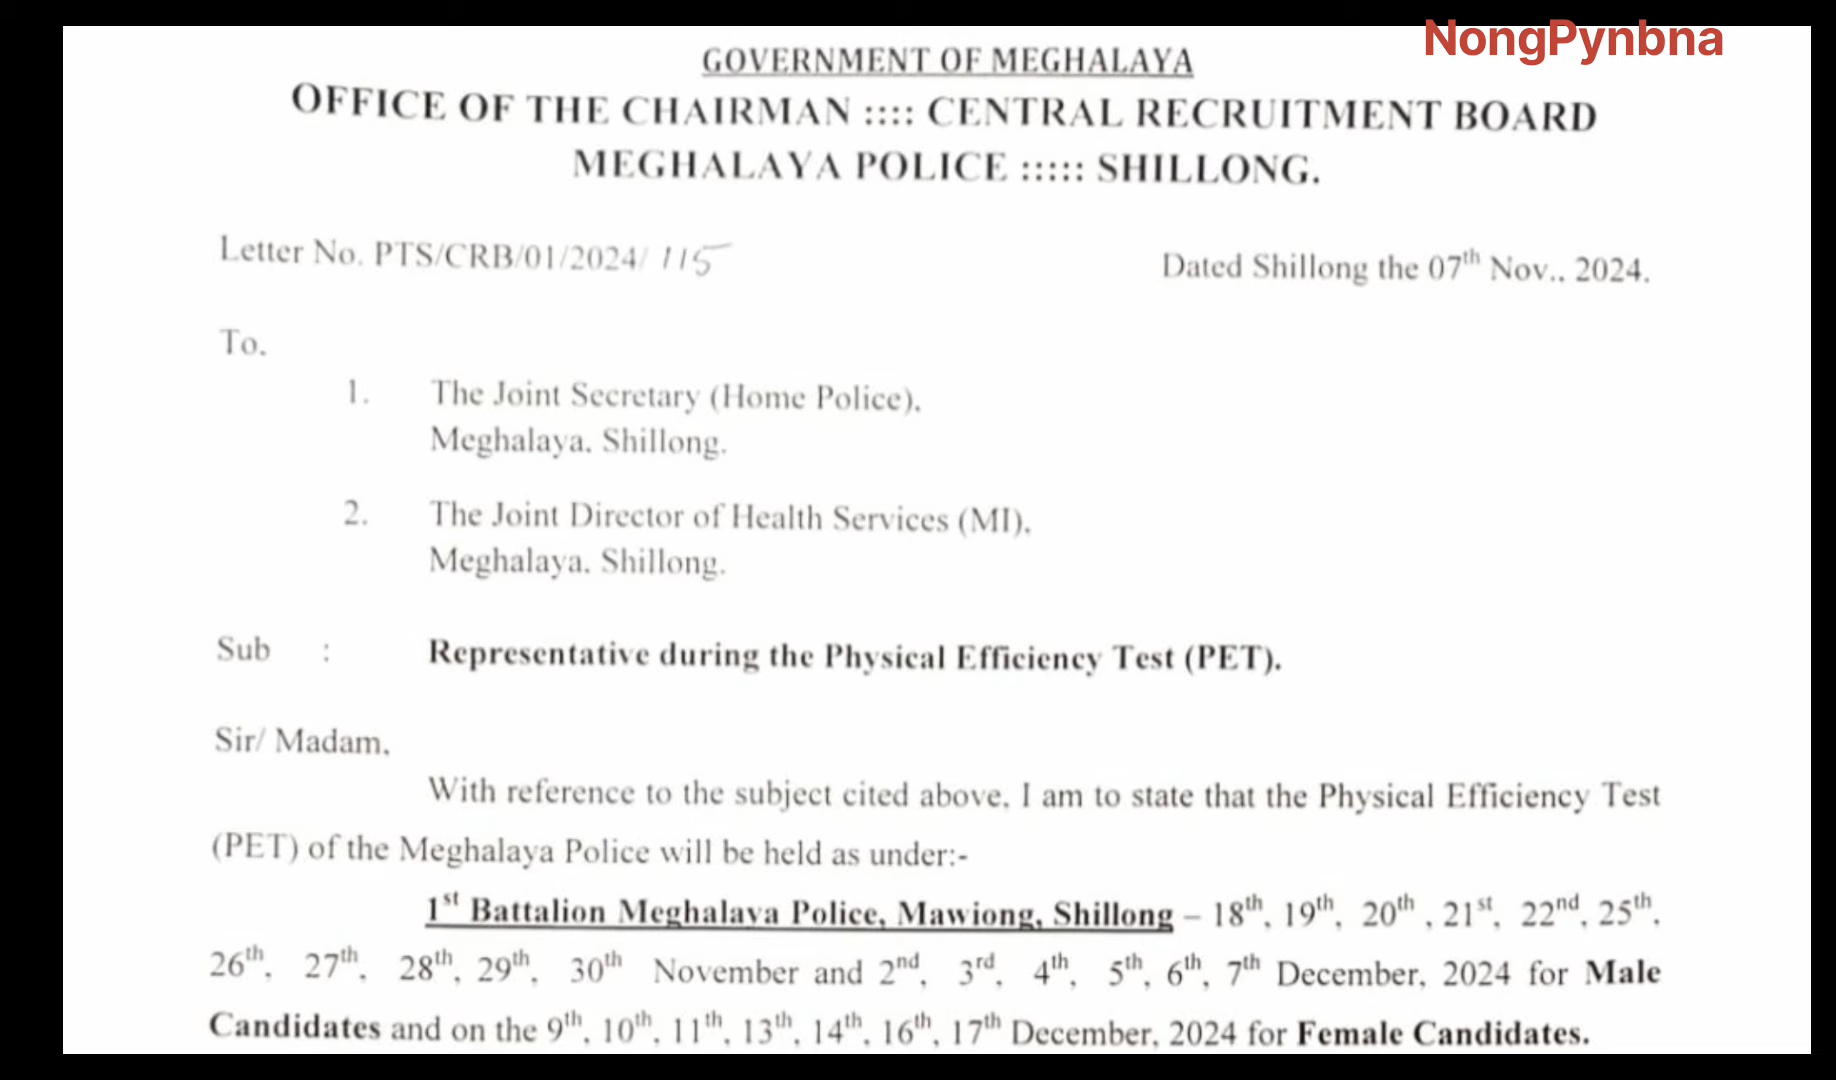 NongPynbna
GOVERNMENT OF MEGHALAYA
OFFICE OF THE CHAIRMAN :::: CENTRAL RECRUITMENT BOARD
MEGHALAYA POLICE ::::: SHILLONG.
Letter No. PTS/CRB/01/2024/ 115
Dated Shillong the 07th Nov.. 2024.
To.
1. The Joint Secretary (Home Police).
Meghalaya. Shillong.
2. The Joint Director of Health Services (MI).
Meghalaya. Shillong.
Sub : Representative during the Physical Efficiency Test (PET).
Sir/ Madam.
With reference to the subject cited above. I am to state that the Physical Efficiency Test
(PET) of the Meghalaya Police will be held as under:-
1st Battalion Meghalaya Police, Mawiong, Shillong – 18th, 19th, 20th , 21st, 22nd, 25th,
26th, 27th, 28th, 29th, 30th November and 2nd, 3rd, 4th, 5th, 6th, 7th December, 2024 for Male
Candidates and on the 9th, 10th, 11th, 13th, 14th, 16th, 17th December, 2024 for Female Candidates.